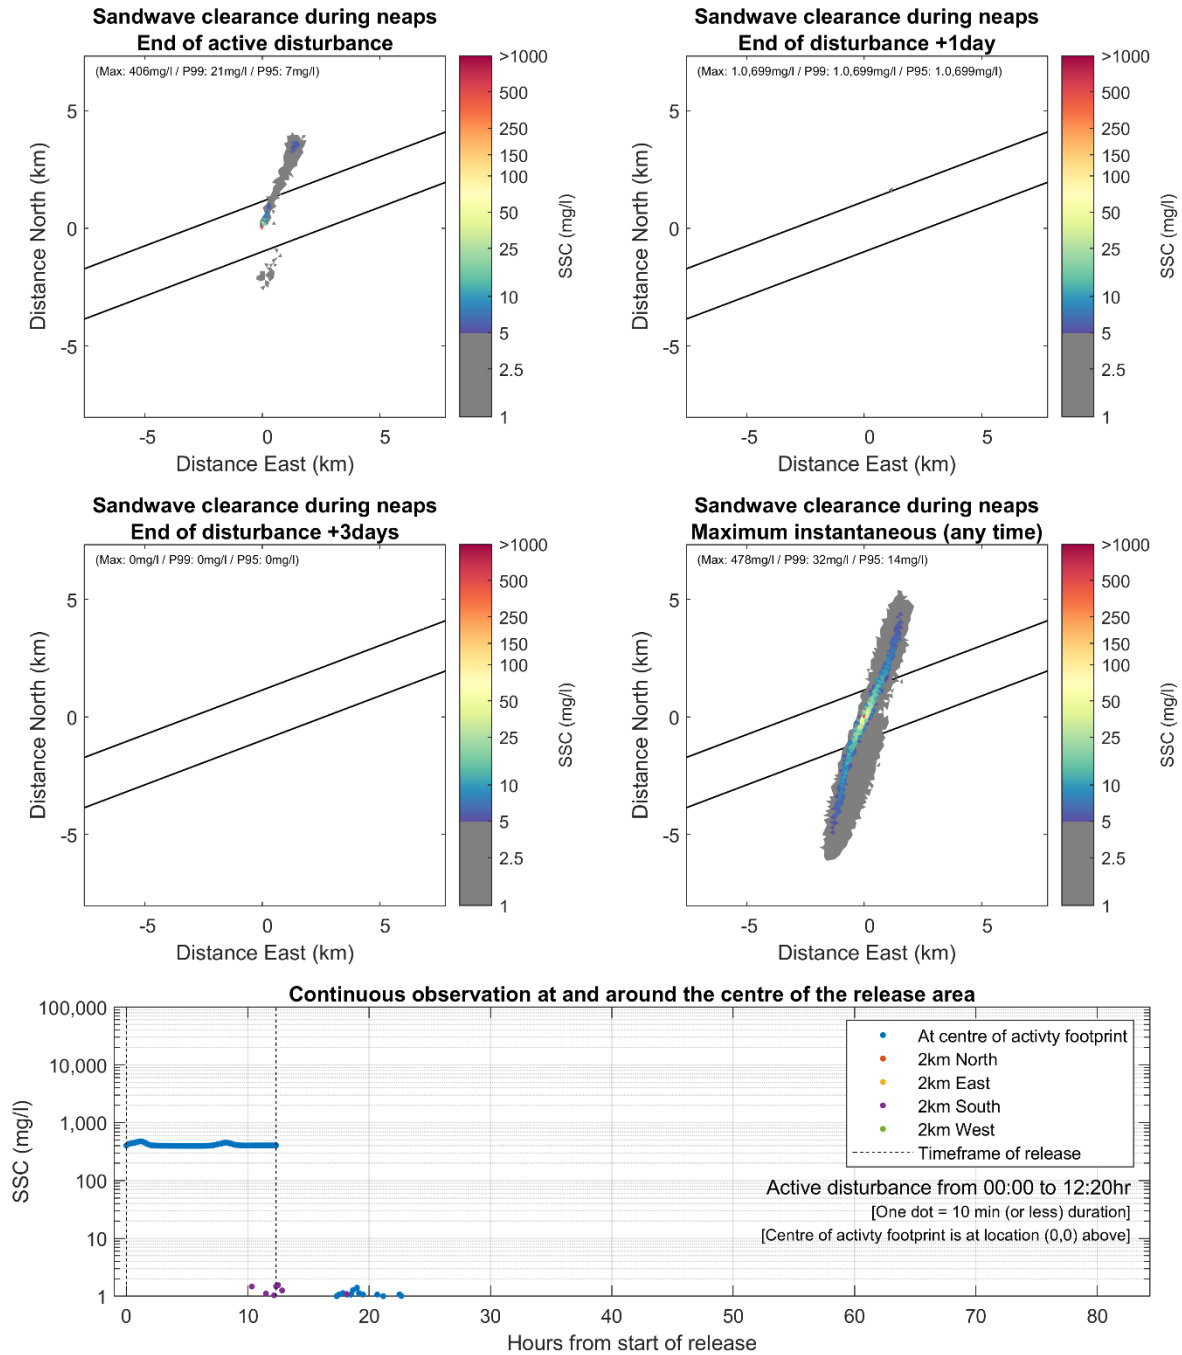 Sandwave clearance during neaps
End of active disturbance
(Max: 406mg/l / P99: 21mg/l / P95: 7mg/l)
5
0
-5
Distance North (km)
-5
0
5
Distance East (km)
>1000
500
250
150
100
50
25
10
5
2.5
1
SSC (mg/l)
Sandwave clearance during neaps
End of disturbance +1day
(Max: 1.0,699mg/l / P99: 1.0,699mg/l / P95: 1.0,699mg/l)
5
0
-5
Distance North (km)
-5
0
5
Distance East (km)
>1000
500
250
150
100
50
25
10
5
2.5
1
SSC (mg/l)
Sandwave clearance during neaps
End of disturbance +3days
(Max: 0mg/l / P99: 0mg/l / P95: 0mg/l)
5
0
-5
Distance North (km)
-5
0
5
Distance East (km)
>1000
500
250
150
100
50
25
10
5
2.5
1
SSC (mg/l)
Sandwave clearance during neaps
Maximum instantaneous (any time)
(Max: 478mg/l / P99: 32mg/l / P95: 14mg/l)
5
0
-5
Distance North (km)
-5
0
5
Distance East (km)
>1000
500
250
150
100
50
25
10
5
2.5
1
SSC (mg/l)
Continuous observation at and around the centre of the release area
100,000
10,000
1,000
100
10
1
SSC (mg/l)
At centre of activty footprint
2km North
2km East
2km South
2km West
Timeframe of release
Active disturbance from 00:00 to 12:20hr
[One dot = 10 min (or less) duration]
[Centre of activty footprint is at location (0,0) above]
0
10
20
30
40
50
60
70
80
Hours from start of release